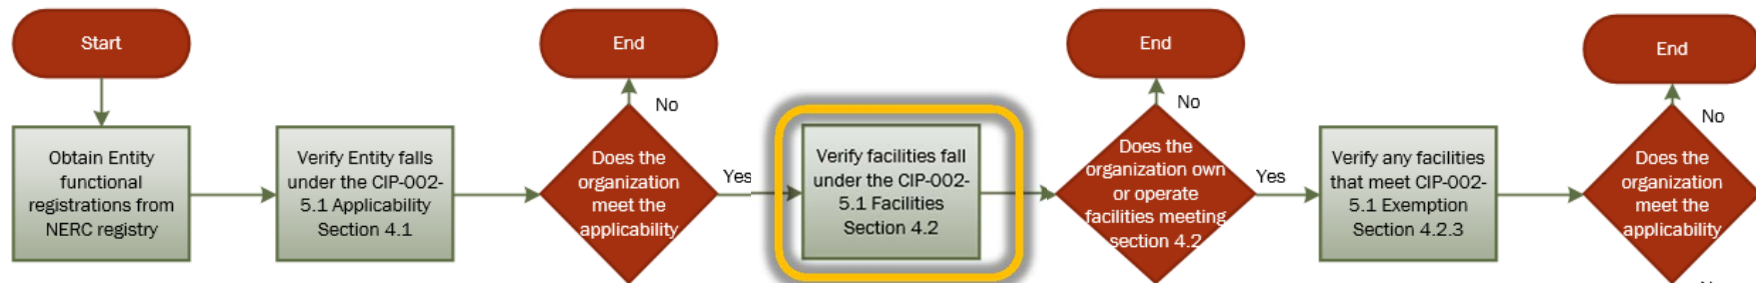 Start
Obtain Entity
functional
registrations from
NERC registry
Verify Entity falls
under the CIP-002-
5.1 Applicability
Section 4.1
End
No
Does the
organization
meet the
applicability
Yes
Verify facilities fall
under the CIP-002-
5.1 Facilities
Section 4.2
End
No
Does the
organization own
or operate
facilities meeting
section 4.2
Yes
Verify any facilities
that meet CIP-002-
5.1 Exemption
Section 4.2.3
End
No
Does the
organization
meet the
applicability